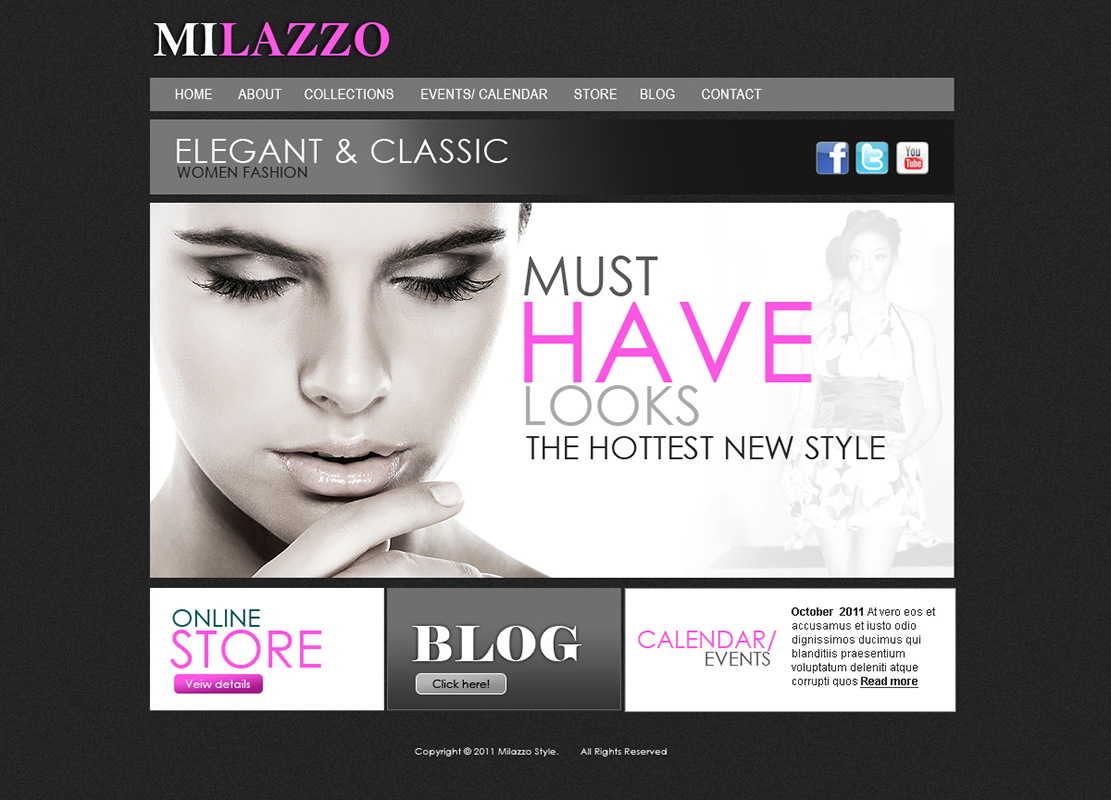 MILAZZO
HOME ABOUT COLLECTIONS EVENTS/ CALENDAR STORE BLOG CONTACT
ELEGANT & CLASSIC
WOMEN FASHION
f t You Tube
MUST
HAVE
LOOKS
THE HOTTEST NEW STYLE
ONLINE
STORE
Veiw details
BLOG
Click here!
CALENDAR/
EVENTS
October 2011 At vero eos et
accusamus et iusto odio
dignissimos ducimus qui
blanditiis praesentium
voluptatum deleniti atque
corrupti quos Read more
Copyright © 2011 Milazzo Style. All Rights Reserved